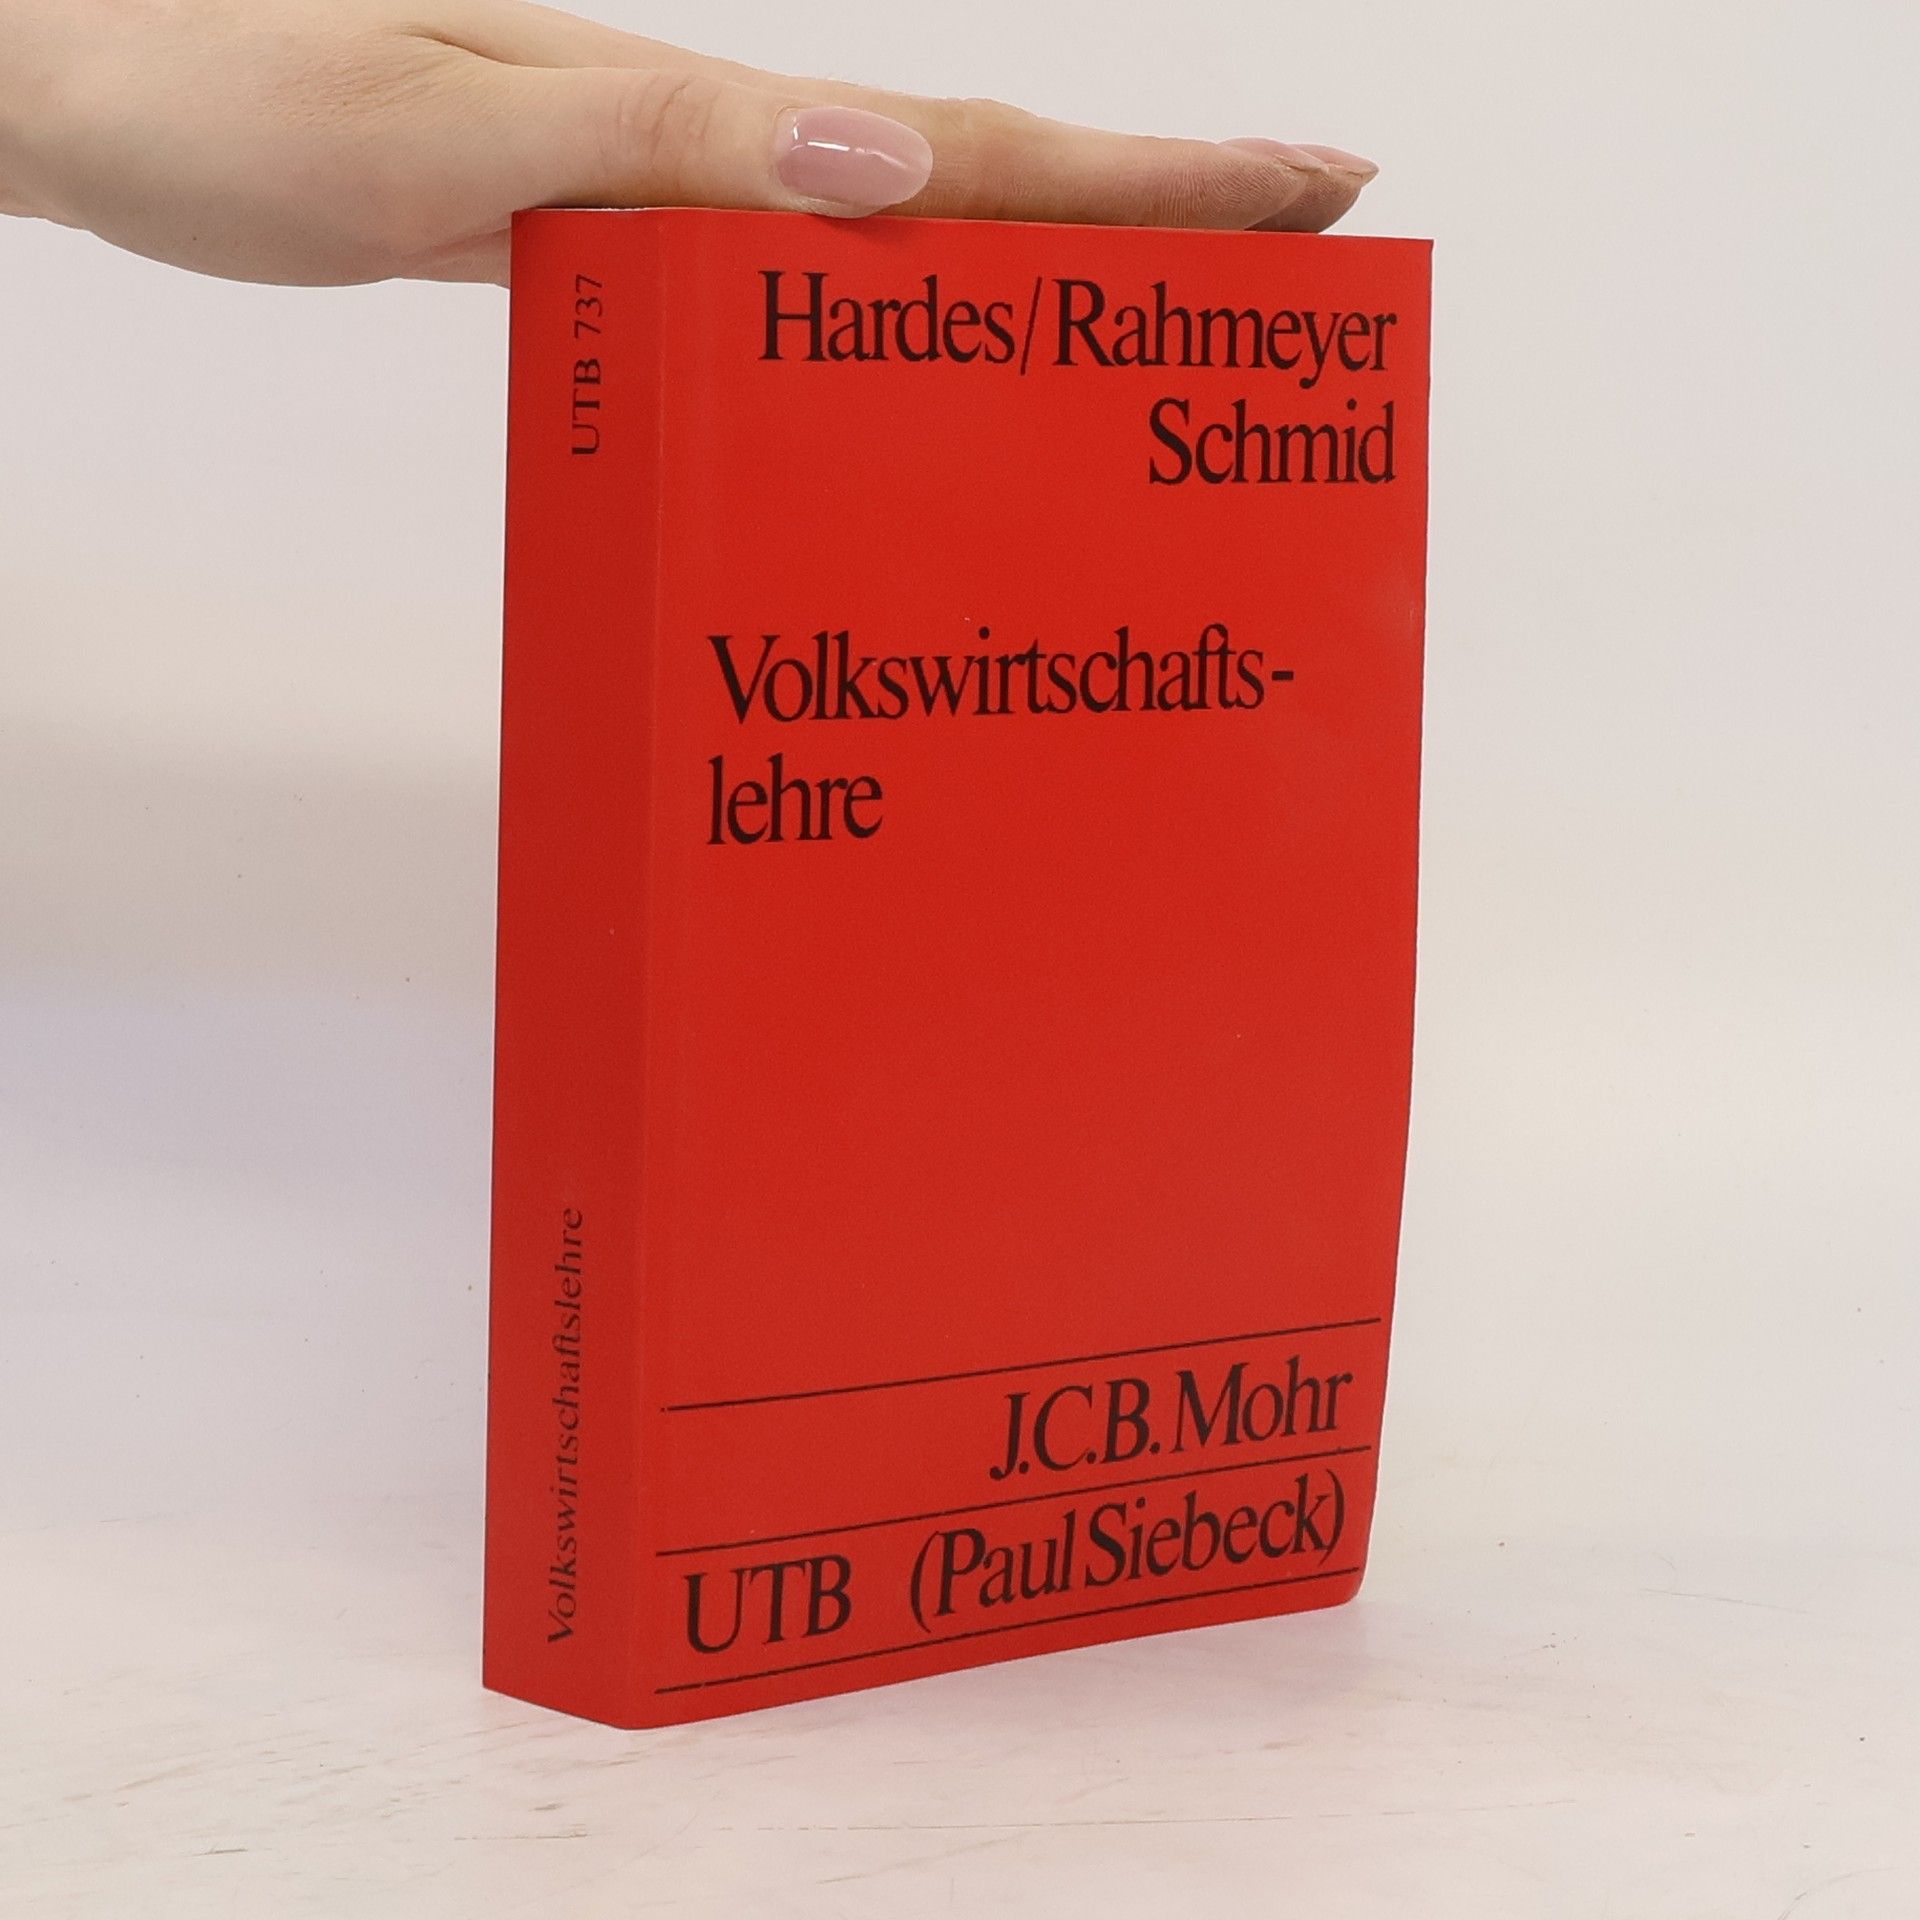 UTB 737
Volkswirtschaftslehre
Hardes/Rahmeyer
Schmid
Volkswirtschafts-
lehre
J.C.B. Mohr
UTB (Paul Siebeck)